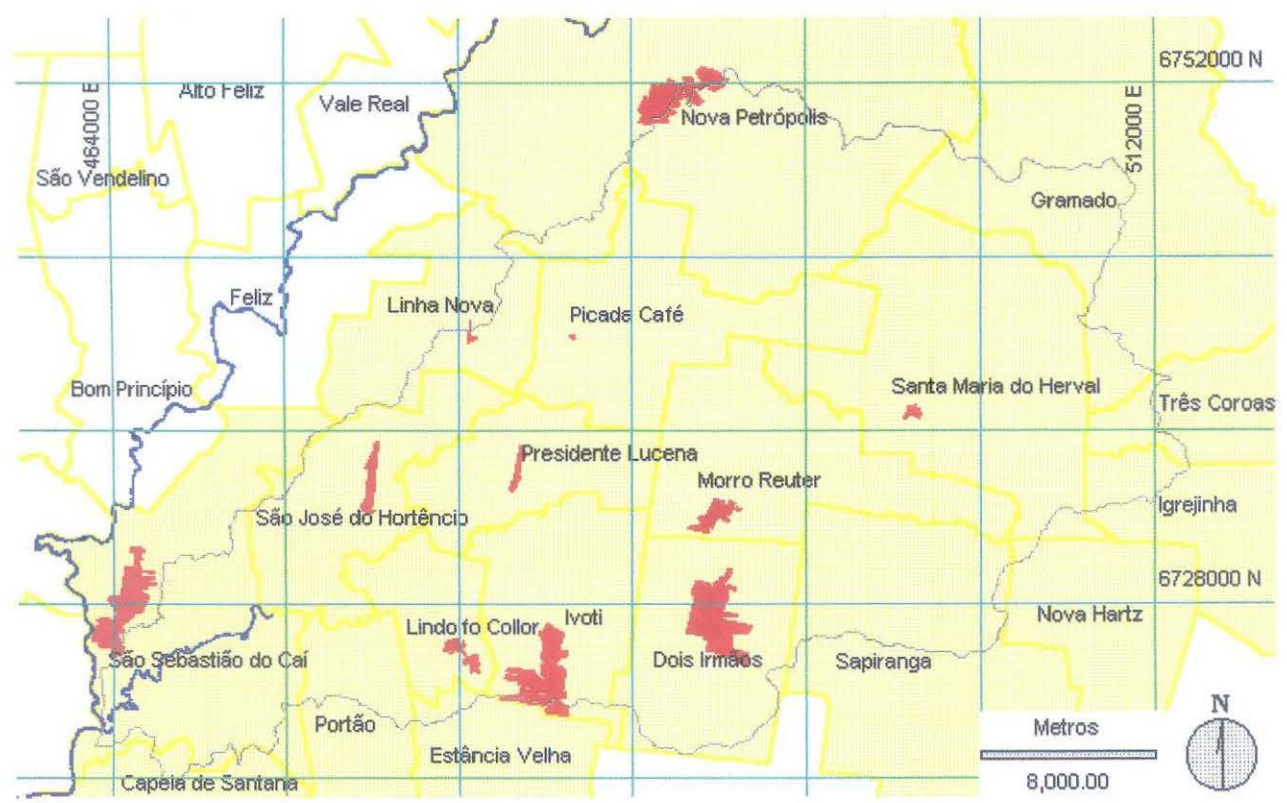 6752000 N
Alto Feliz
Vale Real
464000 E
Nova Petrópolis
512000 E
São Vendelino
Gramado
Feliz
Linha Nova
Picada Café
Bom Princípio
Santa Maria do Herval
Três Coroas
Presidente Lucena
Morro Reuter
São José do Hortêncio
Igrejinha
6728000 N
Lindo fo Collor
Ivoti
Nova Hartz
São Sebastião do Caí
Dois Irmãos
Sapiranga
Portão
Metros
N
Estância Velha
8,000.00
Capela de Santana